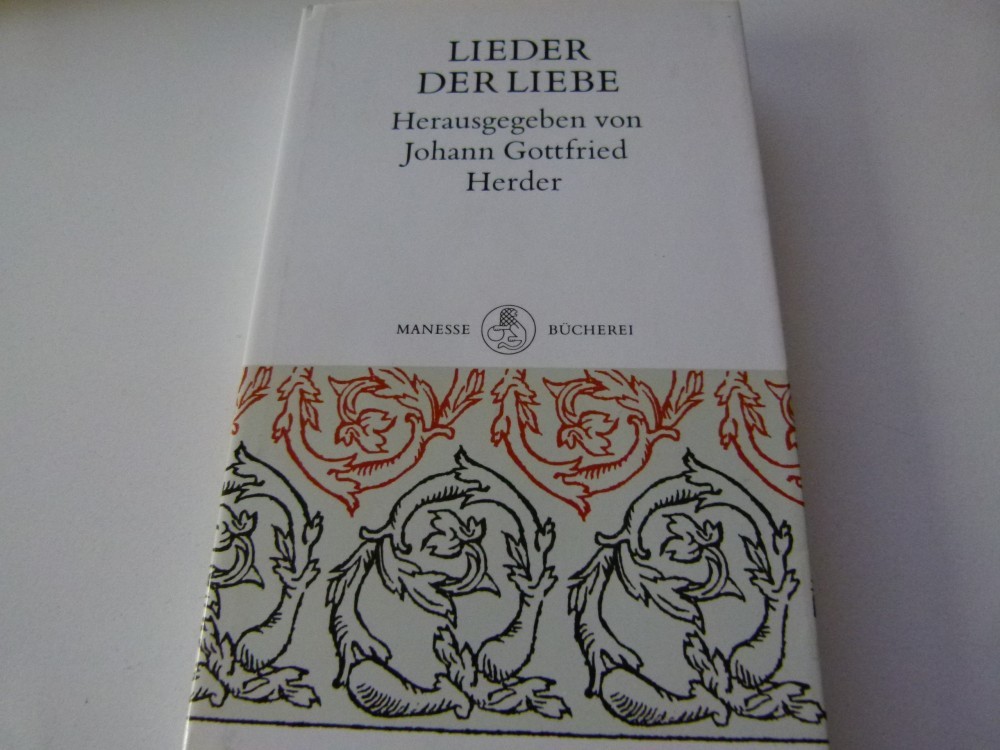 LIEDER
DER LIEBE
Herausgegeben von
Johann Gottfried
Herder
MANESSE BÜCHEREI